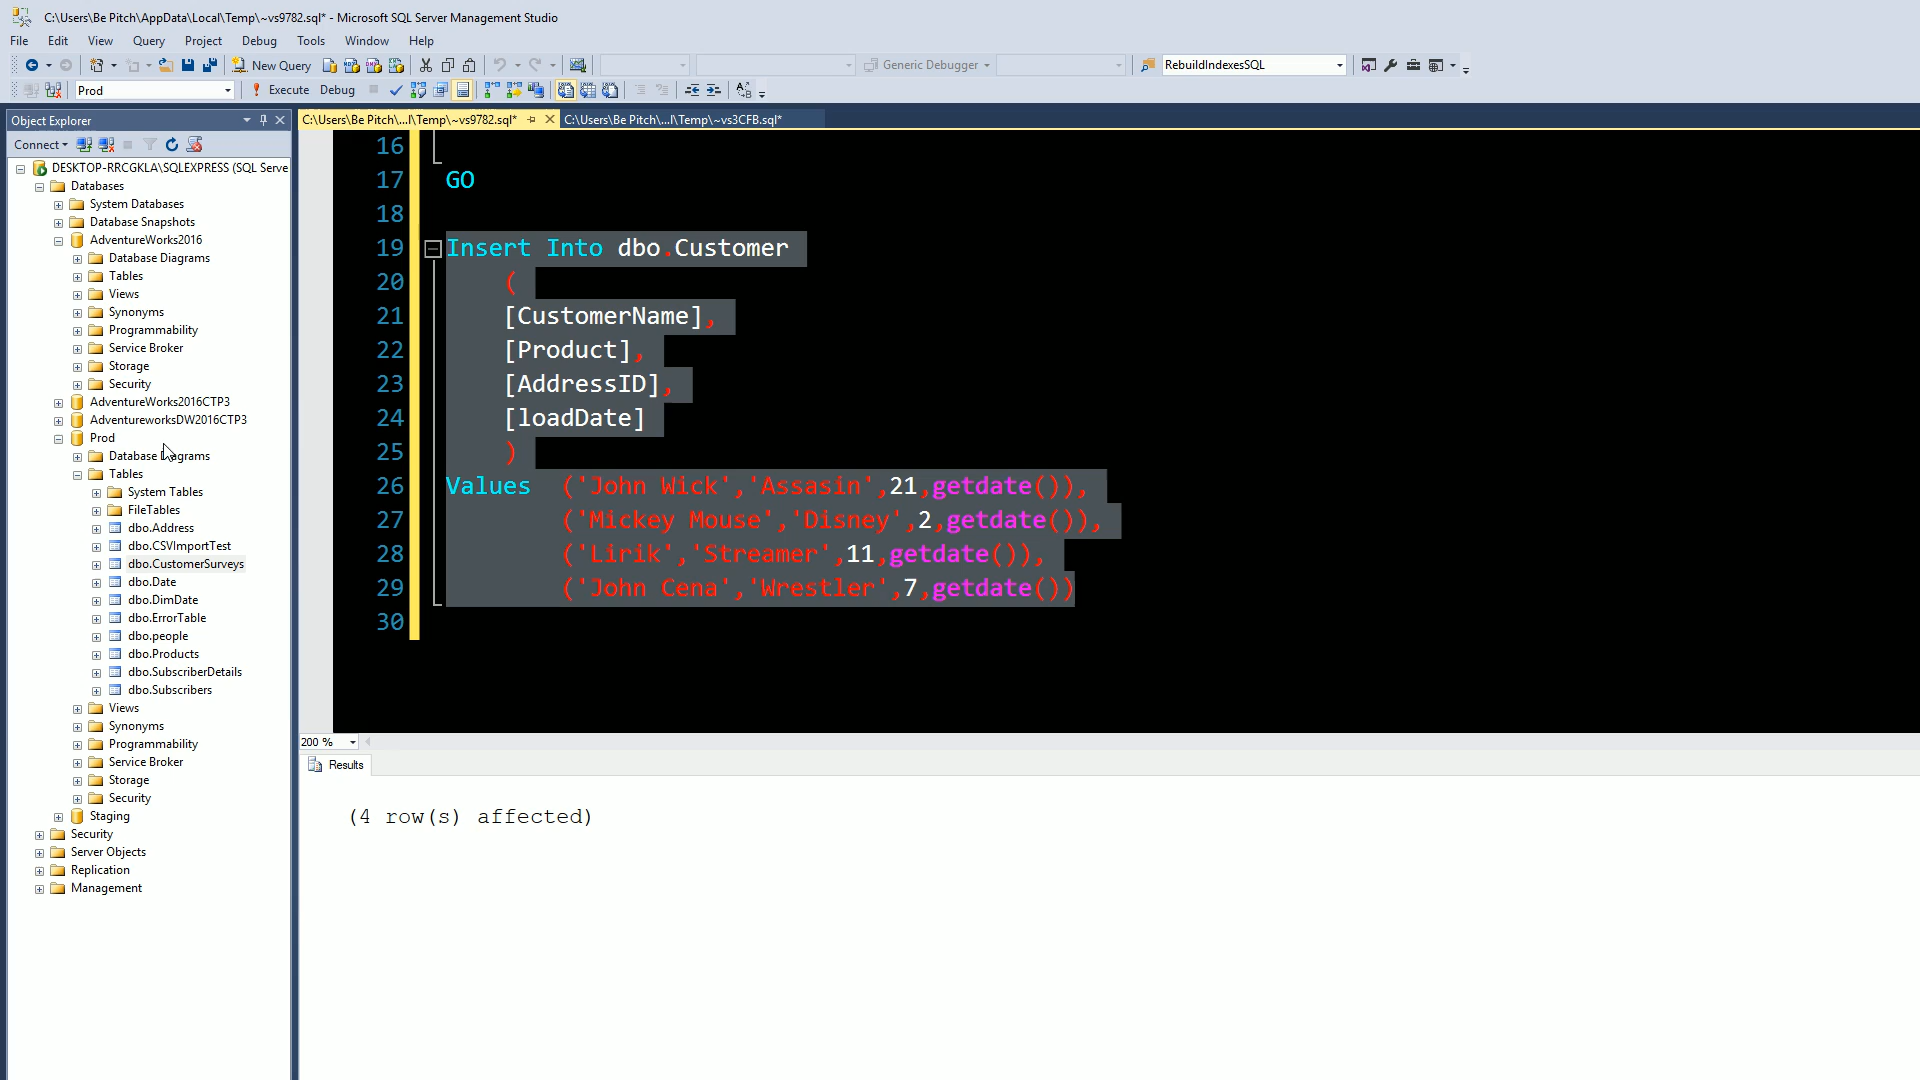 C:\Users\Be Pitch\AppData\Local\Temp\~vs9782.sql* - Microsoft SQL Server Management Studio
File Edit View Query Project Debug Tools Window Help
New Query Generic Debugger RebuildIndexesSQL
Prod Execute Debug
Object Explorer
C:\Users\Be Pitch\...l\Temp\~vs9782.sql* C:\Users\Be Pitch\...l\Temp\~vs3CFB.sql*
Connect
DESKTOP-RRCGKLA\SQLEXPRESS (SQL Serve
Databases
System Databases
Database Snapshots
AdventureWorks2016
Database Diagrams
Tables
Views
Synonyms
Programmability
Service Broker
Storage
Security
AdventureWorks2016CTP3
AdventureworksDW2016CTP3
Prod
Database Diagrams
Tables
System Tables
FileTables
dbo.Address
dbo.CSVImportTest
dbo.CustomerSurveys
dbo.Date
dbo.DimDate
dbo.ErrorTable
dbo.people
dbo.Products
dbo.SubscriberDetails
dbo.Subscribers
Views
Synonyms
Programmability
Service Broker
Storage
Security
Staging
Security
Server Objects
Replication
Management
16
17 GO
18
19 Insert Into dbo.Customer
20 (
21 [CustomerName],
22 [Product],
23 [AddressID],
24 [loadDate]
25 )
26 Values ('John Wick','Assasin',21,getdate()),
27 ('Mickey Mouse','Disney',2,getdate()),
28 ('Lirik','Streamer',11,getdate()),
29 ('John Cena','Wrestler',7,getdate())
30
200 %
Results
(4 row(s) affected)